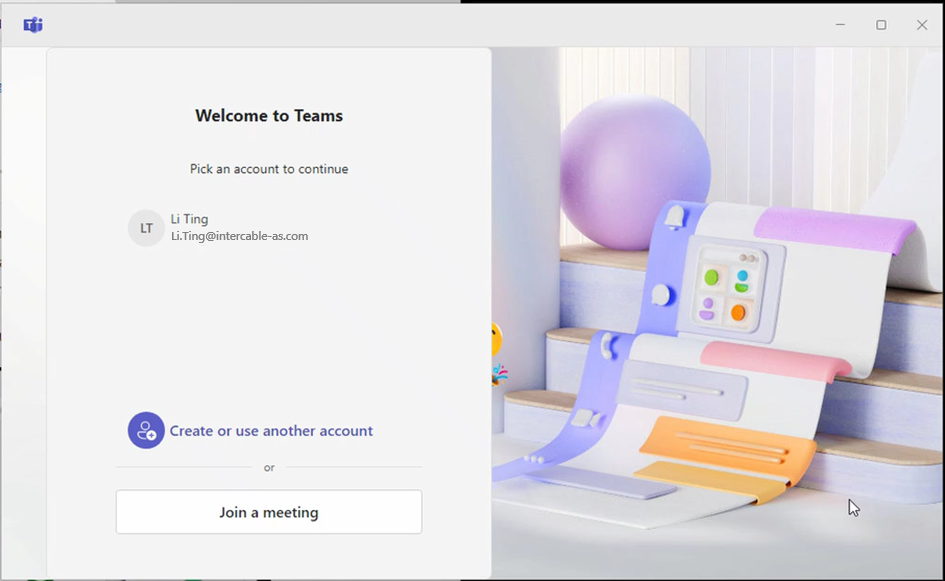 Welcome to Teams
Pick an account to continue
LT
Li Ting
Li.Ting@intercable-as.com
Create or use another account
or
Join a meeting